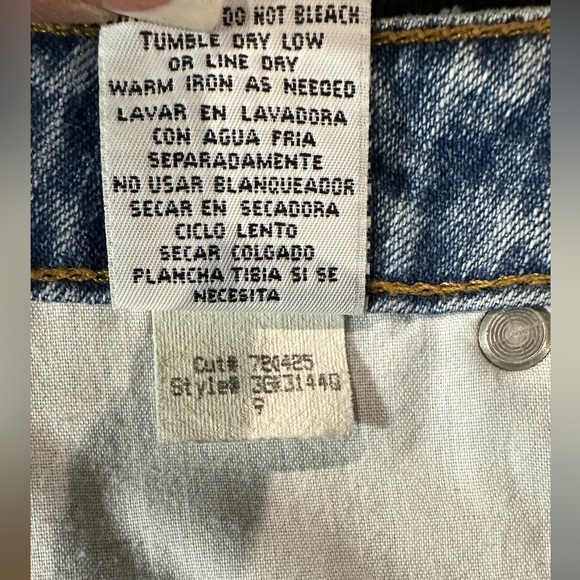 DO NOT BLEACH
TUMBLE DRY LOW
OR LINE DRY
WARM IRON AS NEEDED
LAVAR EN LAVADORA
CON AGUA FRIA
SEPARADAMENTE
NO USAR BLANQUEADOR
SECAR EN SECADORA
CICLO LENTO
SECAR COLGADO
PLANCHA TIBIA SI SE
NECESITA
Cut#
Style#
9